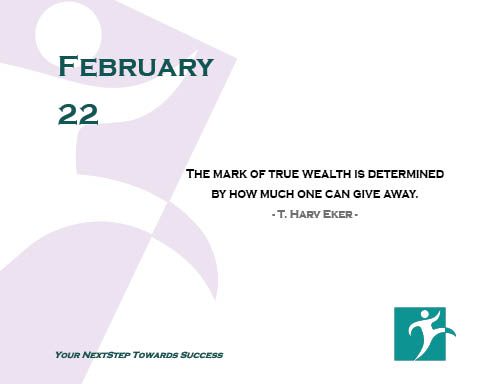 February
22
The mark of true wealth is determined
by how much one can give away.
- T. Harv Eker -
Your NextStep Towards Success